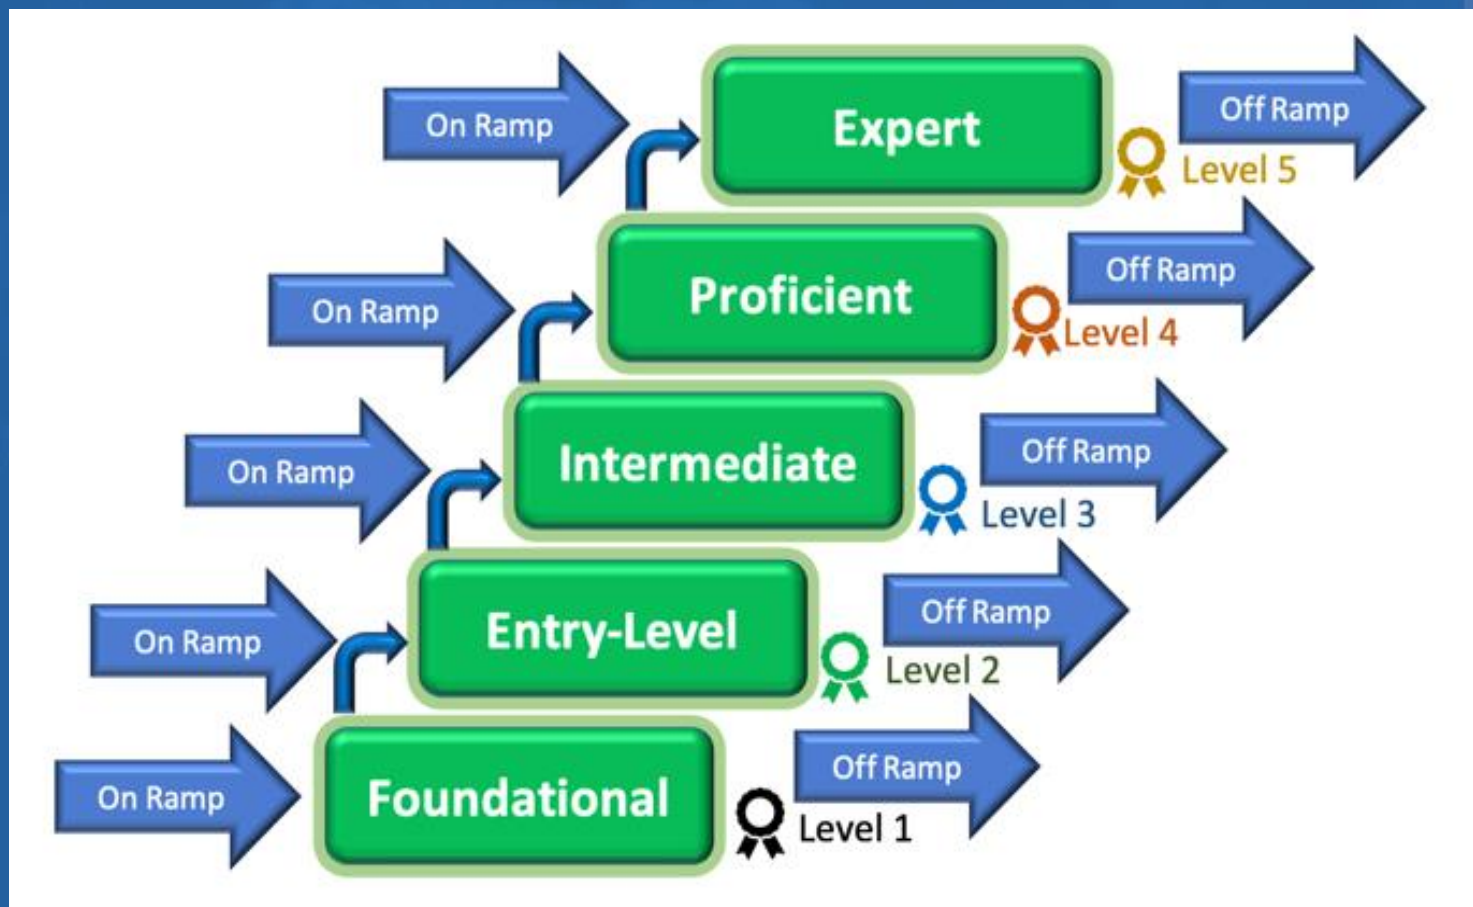 On Ramp
Expert
Off Ramp
Level 5
On Ramp
Proficient
Off Ramp
Level 4
On Ramp
Intermediate
Off Ramp
Level 3
On Ramp
Entry-Level
Off Ramp
Level 2
On Ramp
Foundational
Off Ramp
Level 1